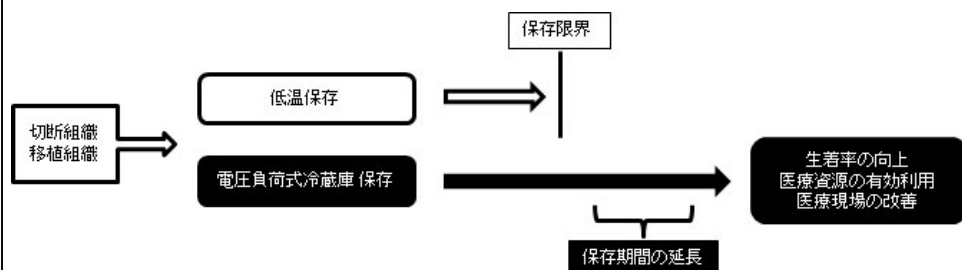 保存限界
低温保存
切断組織
移植組織
電圧負荷式冷蔵庫 保存
生着率の向上
医療資源の有効利用
医療現場の改善
保存期間の延長